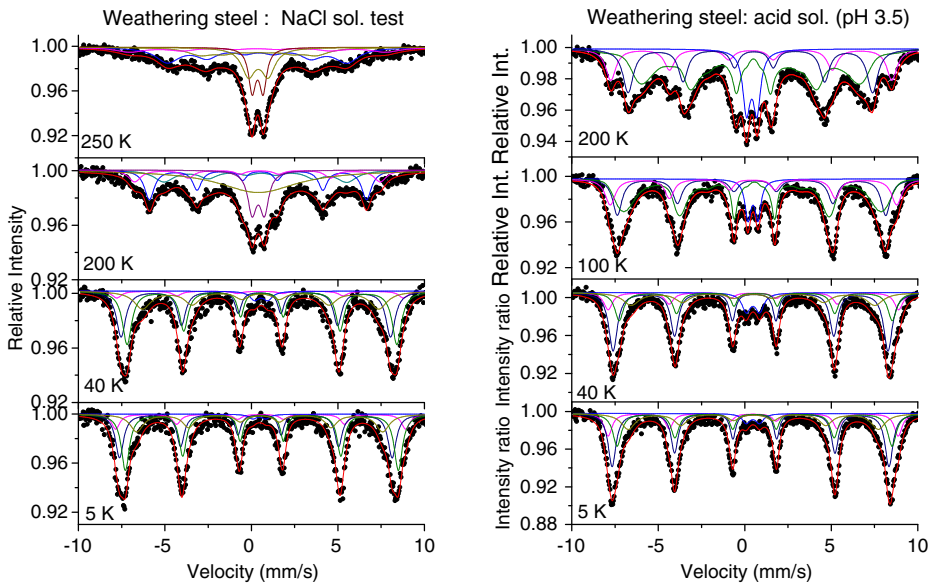 Weathering steel : NaCl sol. test
1.00
0.96
0.92
250 K
1.00
0.96
0.92
200 K
1.00
0.96
0.92
40 K
1.00
0.96
0.92
5 K
-10 -5 0 5 10
Velocity (mm/s)
Relative Intensity
Weathering steel: acid sol. (pH 3.5)
1.00
0.98
0.96
0.94
200 K
1.00
0.96
0.92
100 K
1.00
0.96
0.92
40 K
1.00
0.96
0.92
0.88
5 K
-10 -5 0 5 10
Velocity (mm/s)
Intensity ratio Intensity ratio Relative Int. Relative Int.